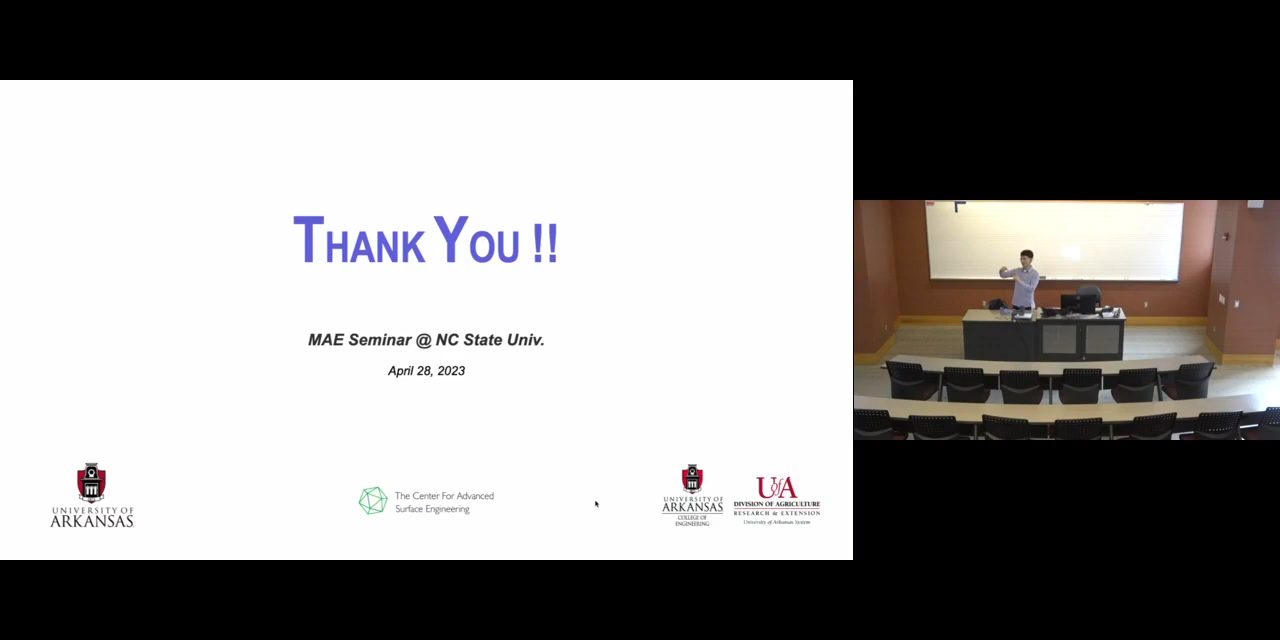 THANK YOU !!
MAE Seminar @ NC State Univ.
April 28, 2023
UNIVERSITY OF
ARKANSAS.
The Center For Advanced
Surface Engineering
UNIVERSITY OF
ARKANSAS
COLLEGE OF
ENGINEERING
UofA
DIVISION OF AGRICULTURE
RESEARCH & EXTENSION
University of Arkansas System